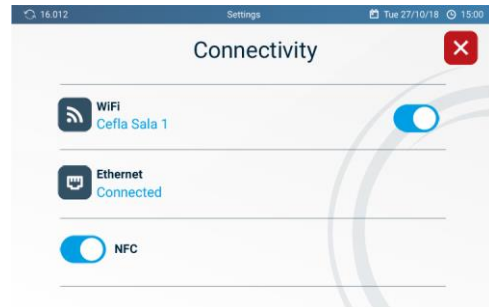 16.012 Settings Tue 27/10/18 15:00
Connectivity
WiFi
Cefla Sala 1
Ethernet
Connected
NFC